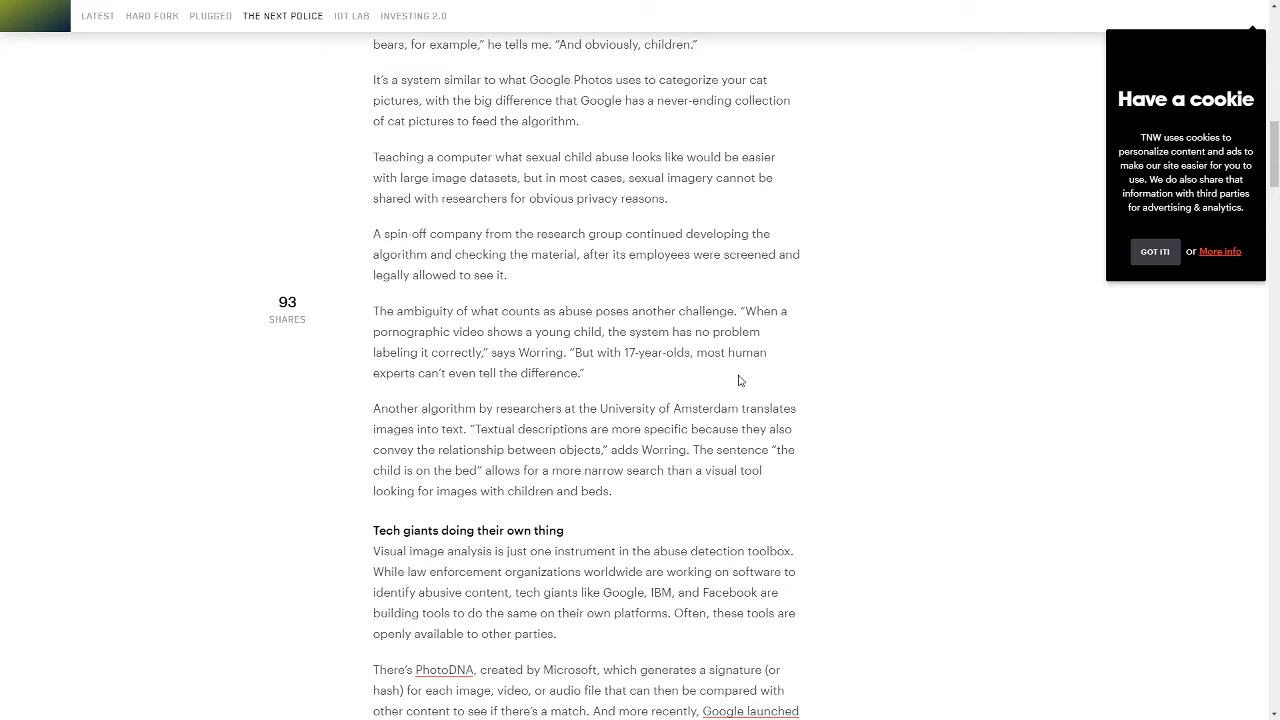 LATEST HARD FORK PLUGGED THE NEXT POLICE IOT LAB INVESTING 2.0
bears, for example,” he tells me. “And obviously, children.”
It’s a system similar to what Google Photos uses to categorize your cat
pictures, with the big difference that Google has a never-ending collection
of cat pictures to feed the algorithm.
Teaching a computer what sexual child abuse looks like would be easier
with large image datasets, but in most cases, sexual imagery cannot be
shared with researchers for obvious privacy reasons.
A spin-off company from the research group continued developing the
algorithm and checking the material, after its employees were screened and
legally allowed to see it.
93
SHARES
The ambiguity of what counts as abuse poses another challenge. “When a
pornographic video shows a young child, the system has no problem
labeling it correctly,” says Worring. “But with 17-year-olds, most human
experts can’t even tell the difference.”
Another algorithm by researchers at the University of Amsterdam translates
images into text. “Textual descriptions are more specific because they also
convey the relationship between objects,” adds Worring. The sentence “the
child is on the bed” allows for a more narrow search than a visual tool
looking for images with children and beds.
Tech giants doing their own thing
Visual image analysis is just one instrument in the abuse detection toolbox.
While law enforcement organizations worldwide are working on software to
identify abusive content, tech giants like Google, IBM, and Facebook are
building tools to do the same on their own platforms. Often, these tools are
openly available to other parties.
There’s PhotoDNA, created by Microsoft, which generates a signature (or
hash) for each image, video, or audio file that can then be compared with
other content to see if there’s a match. And more recently, Google launched
Have a cookie
TNW uses cookies to
personalize content and ads to
make our site easier for you to
use. We do also share that
information with third parties
for advertising & analytics.
GOT IT! or More info